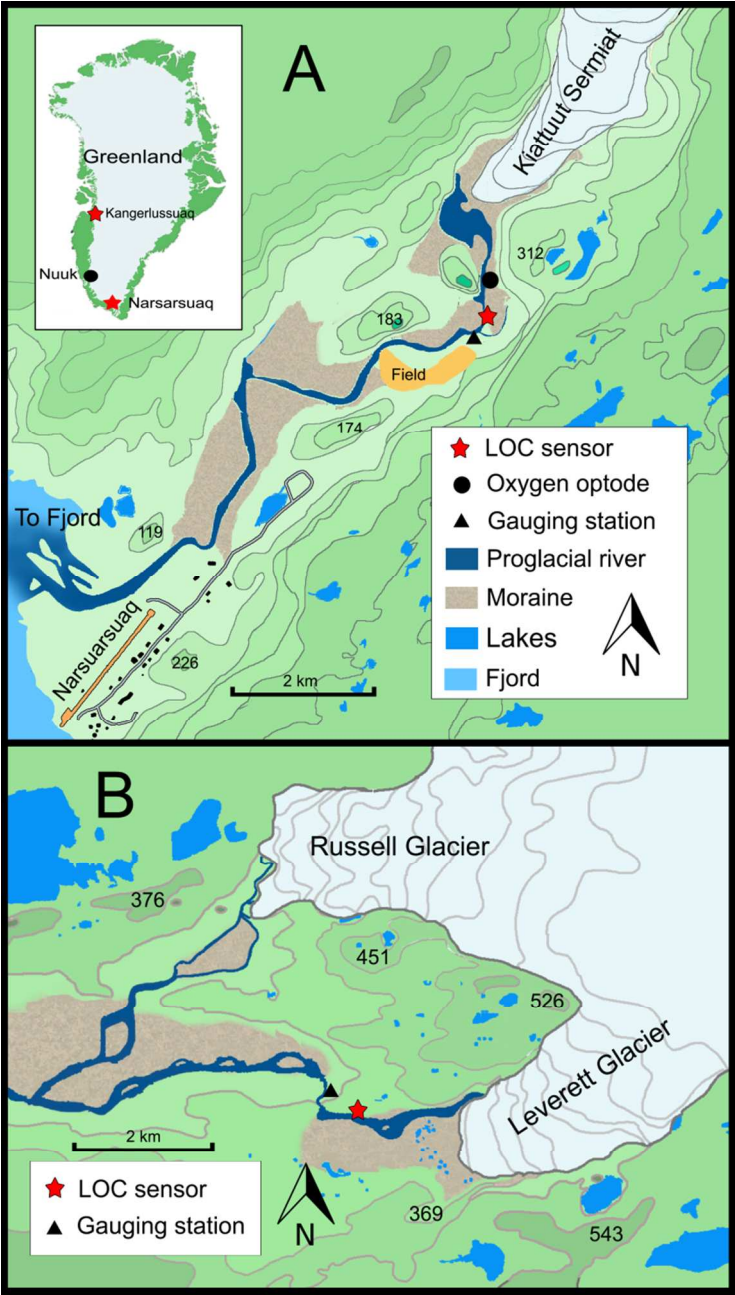 A
Greenland
Kangerlussuaq
Nuuk
Narsarsuaq
Kiattuut Sermiat
312
183
Field
174
To Fjord
119
Narsuarsuaq
226
2 km
LOC sensor
Oxygen optode
Gauging station
Proglacial river
Moraine
Lakes
Fjord
N
B
Russell Glacier
376
451
526
Leverett Glacier
2 km
LOC sensor
Gauging station
N
369
543